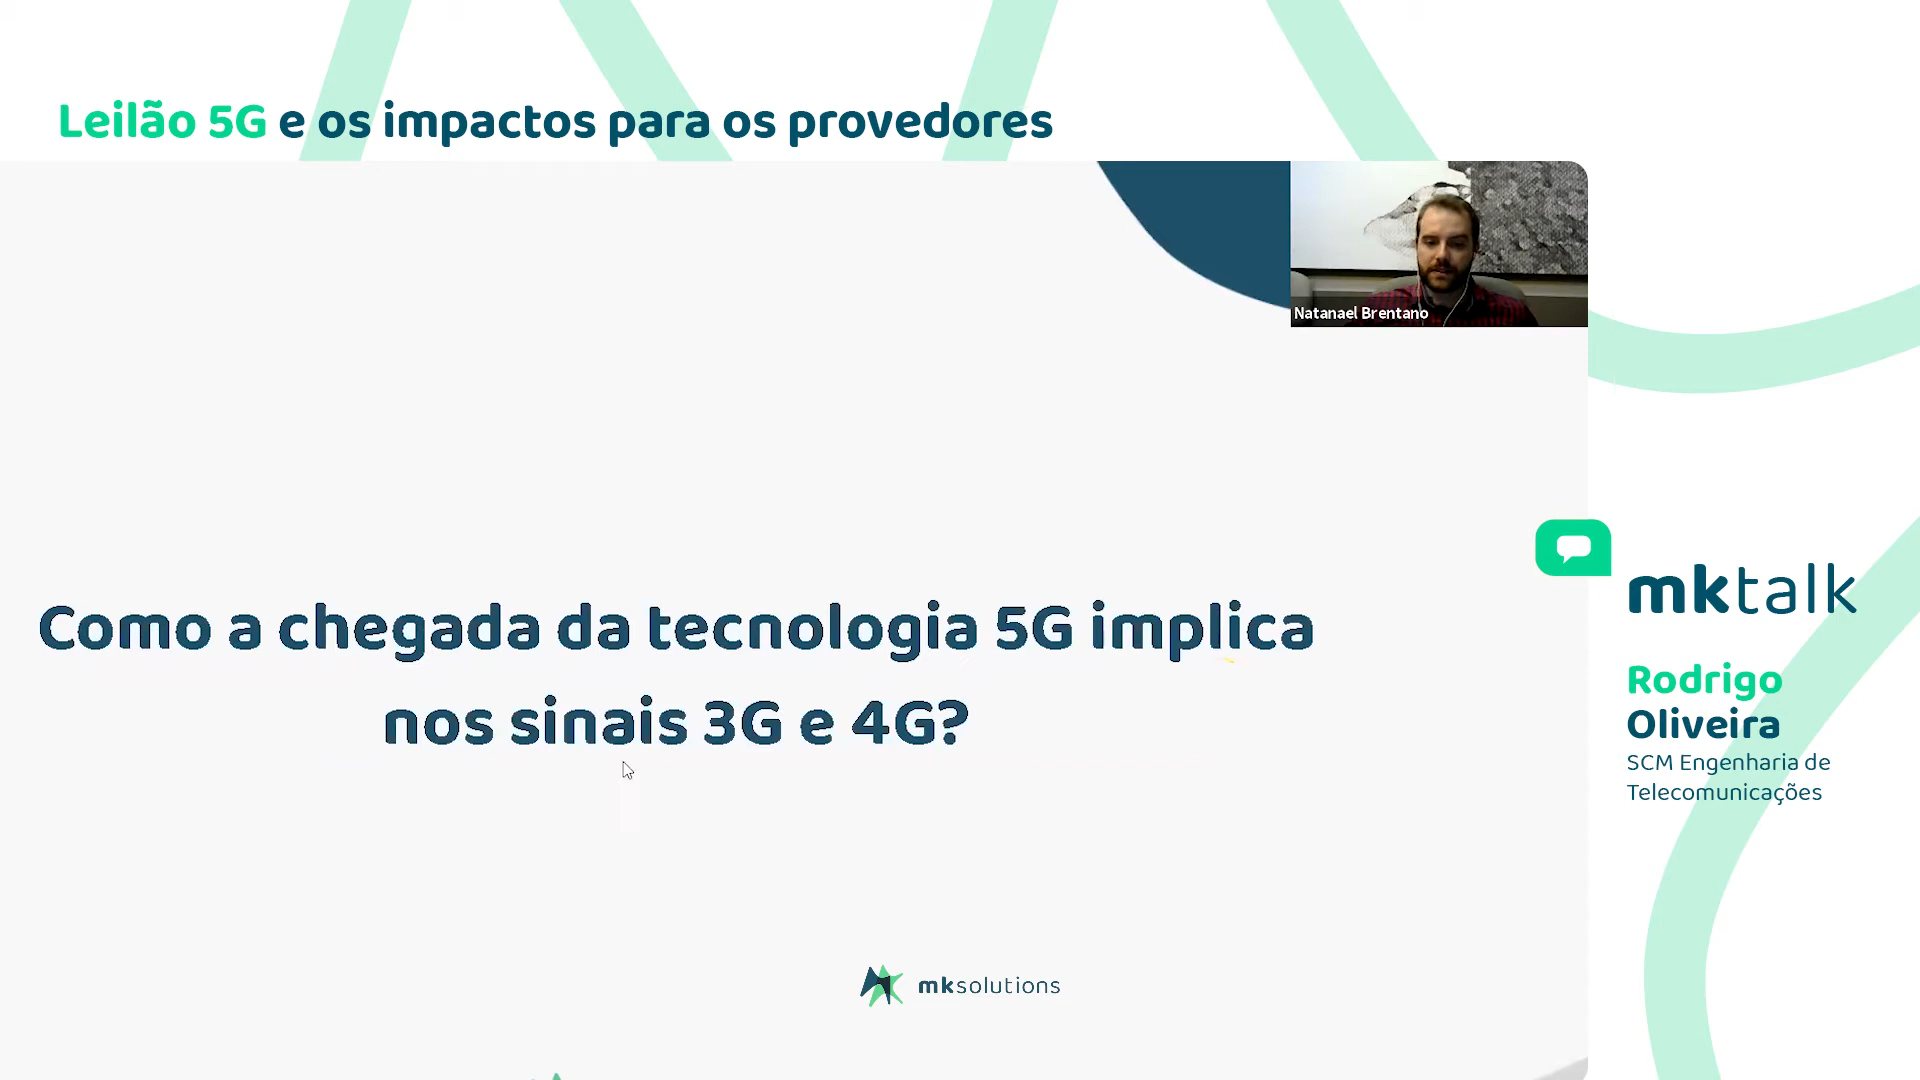 Leilão 5G e os impactos para os provedores
Natanael Brentano
Como a chegada da tecnologia 5G implica
nos sinais 3G e 4G?
mktalk
Rodrigo
Oliveira
SCM Engenharia de
Telecomunicações
mksolutions